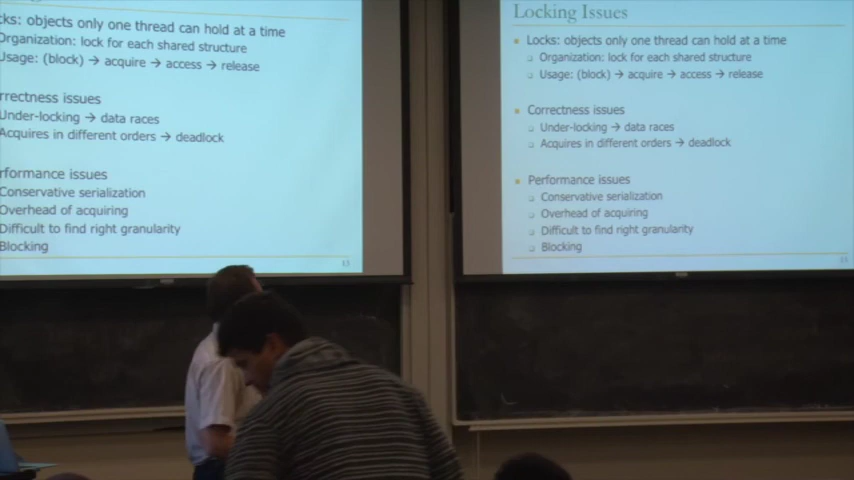 cks: objects only one thread can hold at a time
Organization: lock for each shared structure
Usage: (block) → acquire → access → release
rrectness issues
Under-locking → data races
Acquires in different orders → deadlock
rformance issues
Conservative serialization
Overhead of acquiring
Difficult to find right granularity
Blocking
13
Locking Issues
Locks: objects only one thread can hold at a time
Organization: lock for each shared structure
Usage: (block) → acquire → access → release
Correctness issues
Under-locking → data races
Acquires in different orders → deadlock
Performance issues
Conservative serialization
Overhead of acquiring
Difficult to find right granularity
Blocking